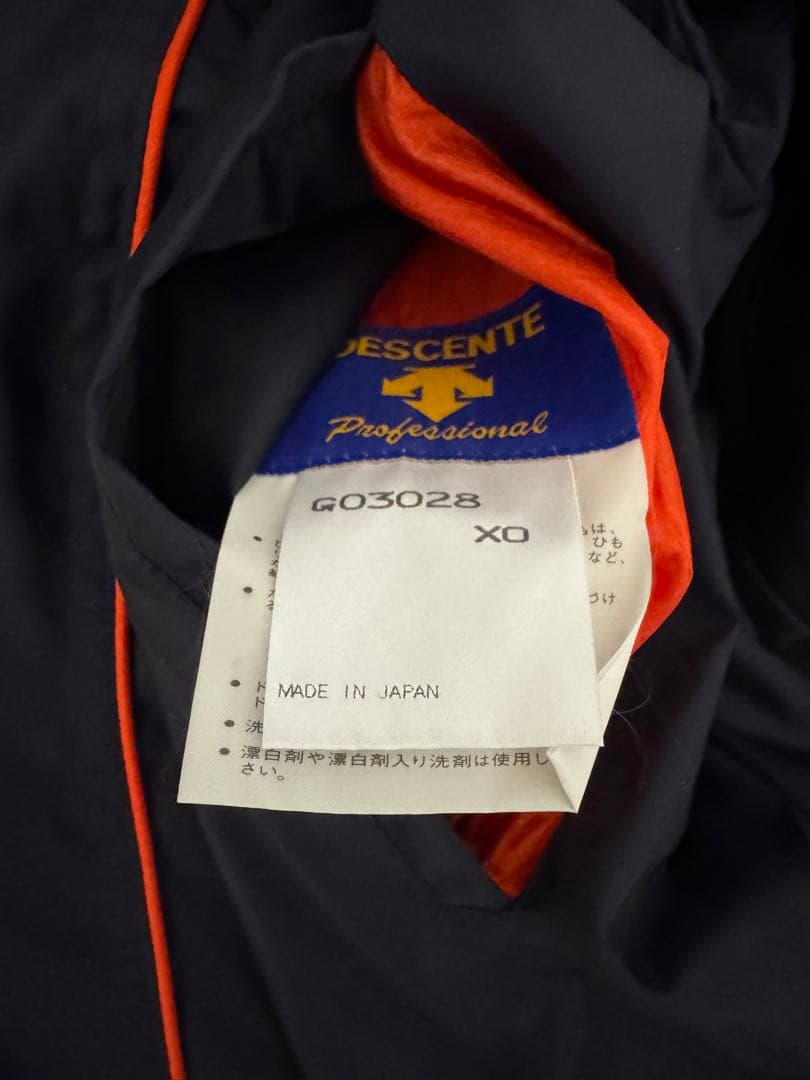 DESCENTE
Professional
G03028
XO
は、
ひも
など、
づけ
MADE IN JAPAN
洗
漂白剤や漂白剤入り洗剤は使用し
さい。